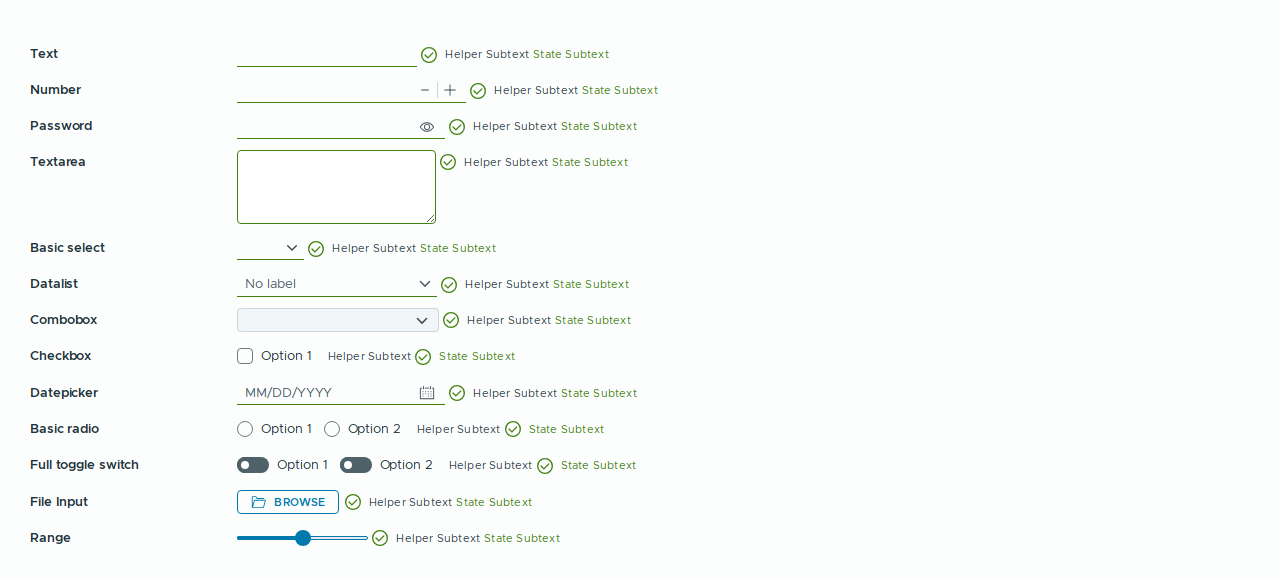 Text Helper Subtext State Subtext
Number Helper Subtext State Subtext
Password Helper Subtext State Subtext
Textarea Helper Subtext State Subtext
Basic select Helper Subtext State Subtext
Datalist No label Helper Subtext State Subtext
Combobox Helper Subtext State Subtext
Checkbox Option 1 Helper Subtext State Subtext
Datepicker MM/DD/YYYY Helper Subtext State Subtext
Basic radio Option 1 Option 2 Helper Subtext State Subtext
Full toggle switch Option 1 Option 2 Helper Subtext State Subtext
File Input BROWSE Helper Subtext State Subtext
Range Helper Subtext State Subtext